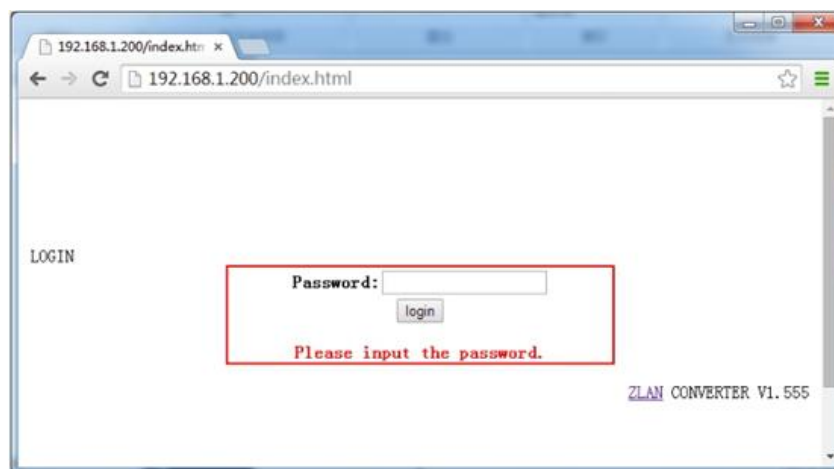 192.168.1.200/index.htm
192.168.1.200/index.html
LOGIN
Password:
login
Please input the password.
ZLAN CONVERTER V1.555